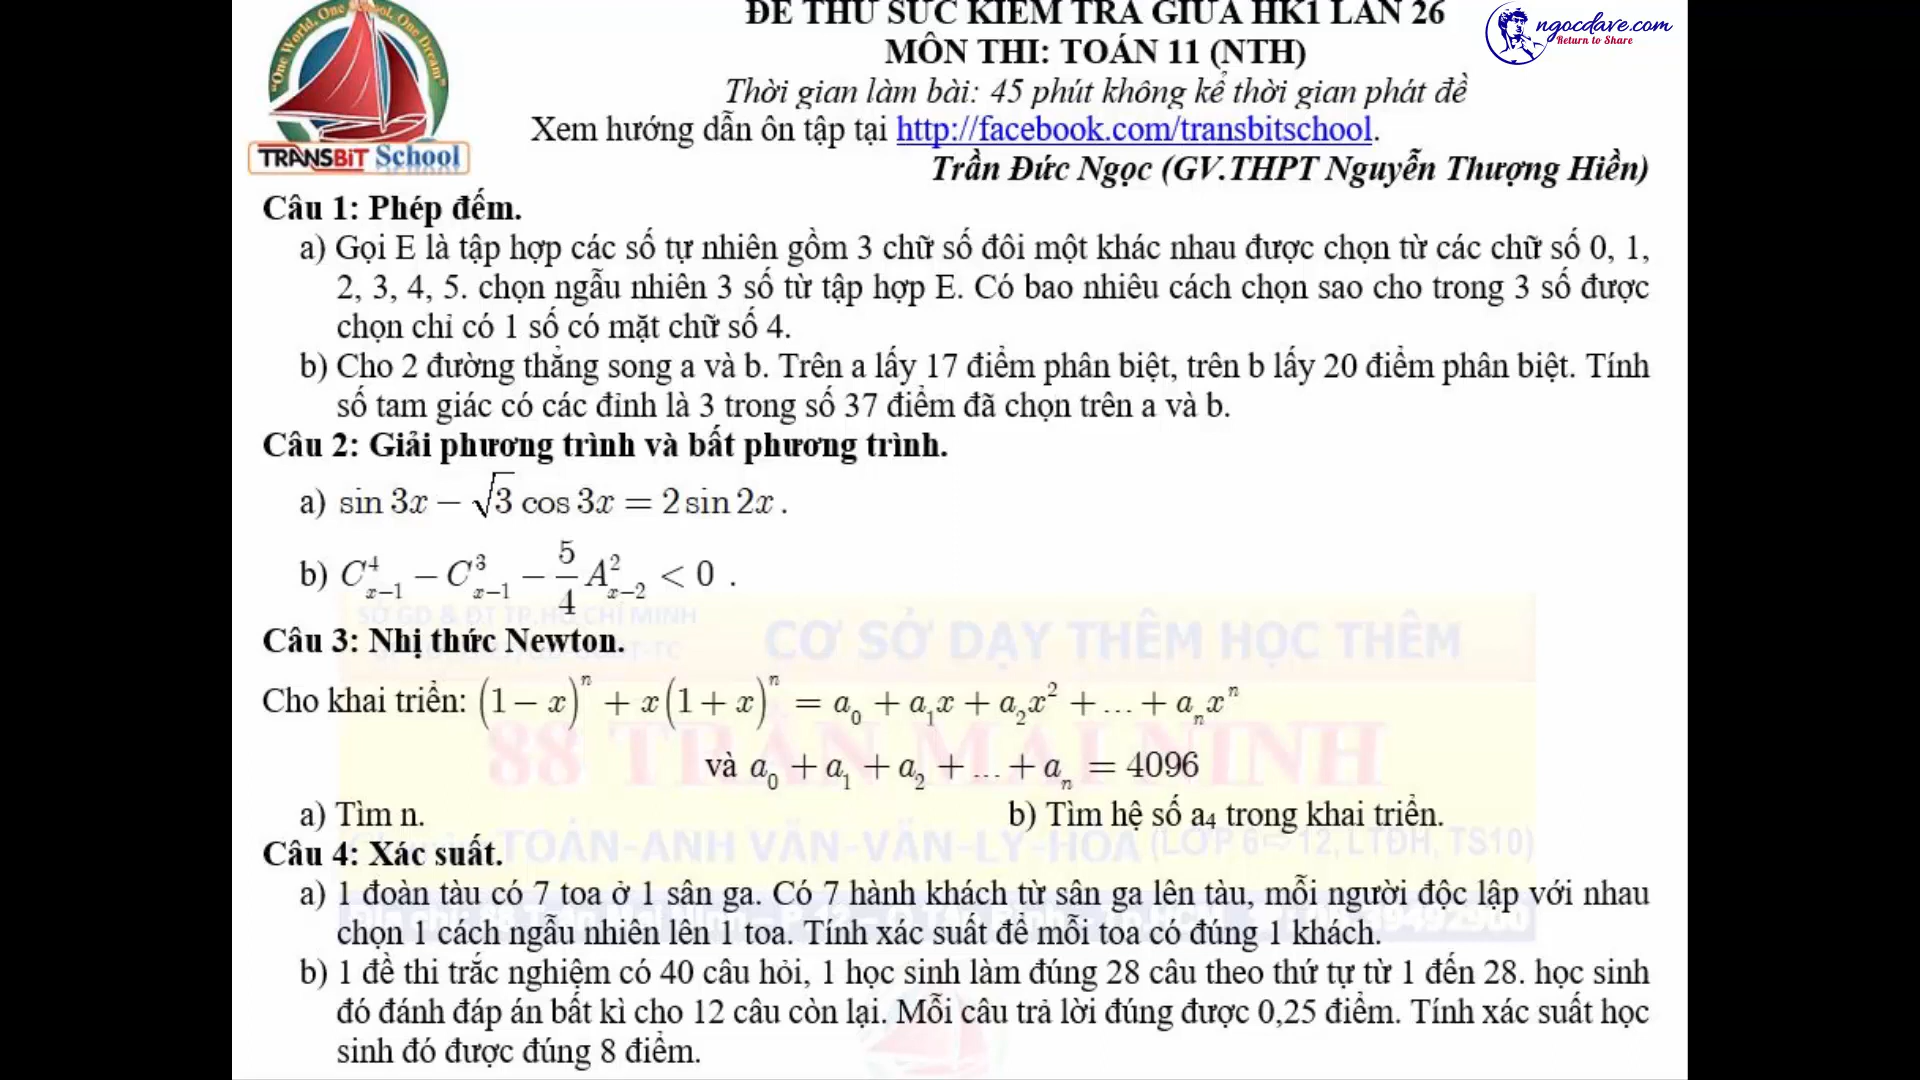 ĐỀ THỬ SỨC KIỂM TRA GIỮA HK1 LẦN 26
ngocdave.com
Return to Share
"One World, One School, One Dream"
MÔN THI: TOÁN 11 (NTH)
Thời gian làm bài: 45 phút không kể thời gian phát đề
Xem hướng dẫn ôn tập tại http://facebook.com/transbitschool.
TRANSBiT School
Trần Đức Ngọc (GV.THPT Nguyễn Thượng Hiền)
Câu 1: Phép đếm.
a) Gọi E là tập hợp các số tự nhiên gồm 3 chữ số đôi một khác nhau được chọn từ các chữ số 0, 1,
2, 3, 4, 5. chọn ngẫu nhiên 3 số từ tập hợp E. Có bao nhiêu cách chọn sao cho trong 3 số được
chọn chỉ có 1 số có mặt chữ số 4.
b) Cho 2 đường thẳng song a và b. Trên a lấy 17 điểm phân biệt, trên b lấy 20 điểm phân biệt. Tính
số tam giác có các đỉnh là 3 trong số 37 điểm đã chọn trên a và b.
Câu 2: Giải phương trình và bất phương trình.
a) sin 3x − √3 cos 3x = 2 sin 2x .
b) C⁴ₓ₋₁ − C³ₓ₋₁ − 5/4 A²ₓ₋₂ < 0 .
SỞ GD & ĐT TP.HỒ CHÍ MINH
CƠ SỞ DẠY THÊM HỌC THÊM
Câu 3: Nhị thức Newton.
Cho khai triển: (1 − x)ⁿ + x(1 + x)ⁿ = a₀ + a₁x + a₂x² + ... + aₙxⁿ
88 TRẦN MAI NINH
và a₀ + a₁ + a₂ + ... + aₙ = 4096
a) Tìm n. b) Tìm hệ số a₄ trong khai triển.
TOÁN-ANH VĂN-VĂN-LÝ-HÓA (LỚP 6⇨12, LTĐH, TS10)
Câu 4: Xác suất.
a) 1 đoàn tàu có 7 toa ở 1 sân ga. Có 7 hành khách từ sân ga lên tàu, mỗi người độc lập với nhau
chọn 1 cách ngẫu nhiên lên 1 toa. Tính xác suất để mỗi toa có đúng 1 khách.
b) 1 đề thi trắc nghiệm có 40 câu hỏi, 1 học sinh làm đúng 28 câu theo thứ tự từ 1 đến 28. học sinh
đó đánh đáp án bất kì cho 12 câu còn lại. Mỗi câu trả lời đúng được 0,25 điểm. Tính xác suất học
sinh đó được đúng 8 điểm.